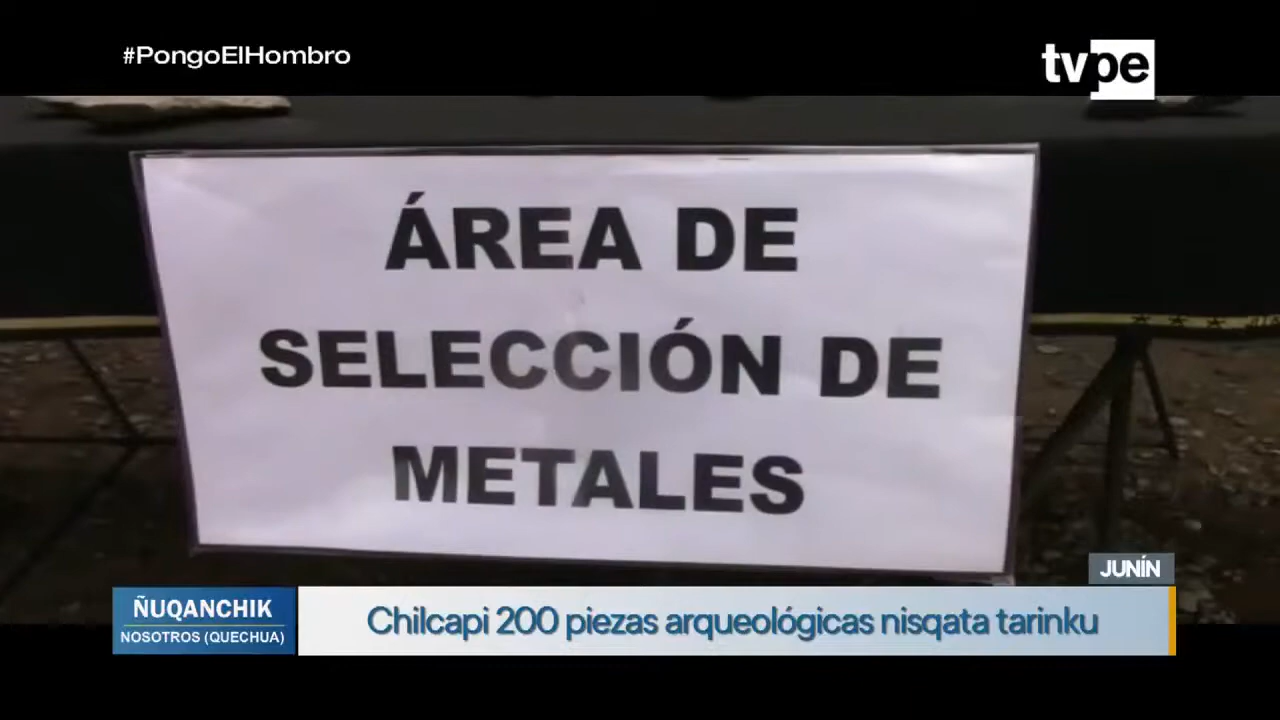 #PongoElHombro
tvpe
ÁREA DE
SELECCIÓN DE
METALES
JUNÍN
ÑUQANCHIK
NOSOTROS (QUECHUA)
Chilcapi 200 piezas arqueológicas nisqata tarinku